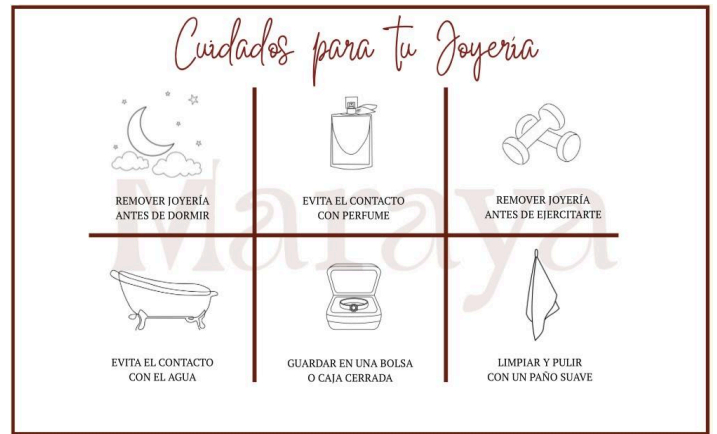 Cuidados para tu Joyería
REMOVER JOYERÍA
ANTES DE DORMIR
EVITA EL CONTACTO
CON PERFUME
REMOVER JOYERÍA
ANTES DE EJERCITARTE
Maraya
EVITA EL CONTACTO
CON EL AGUA
GUARDAR EN UNA BOLSA
O CAJA CERRADA
LIMPIAR Y PULIR
CON UN PAÑO SUAVE